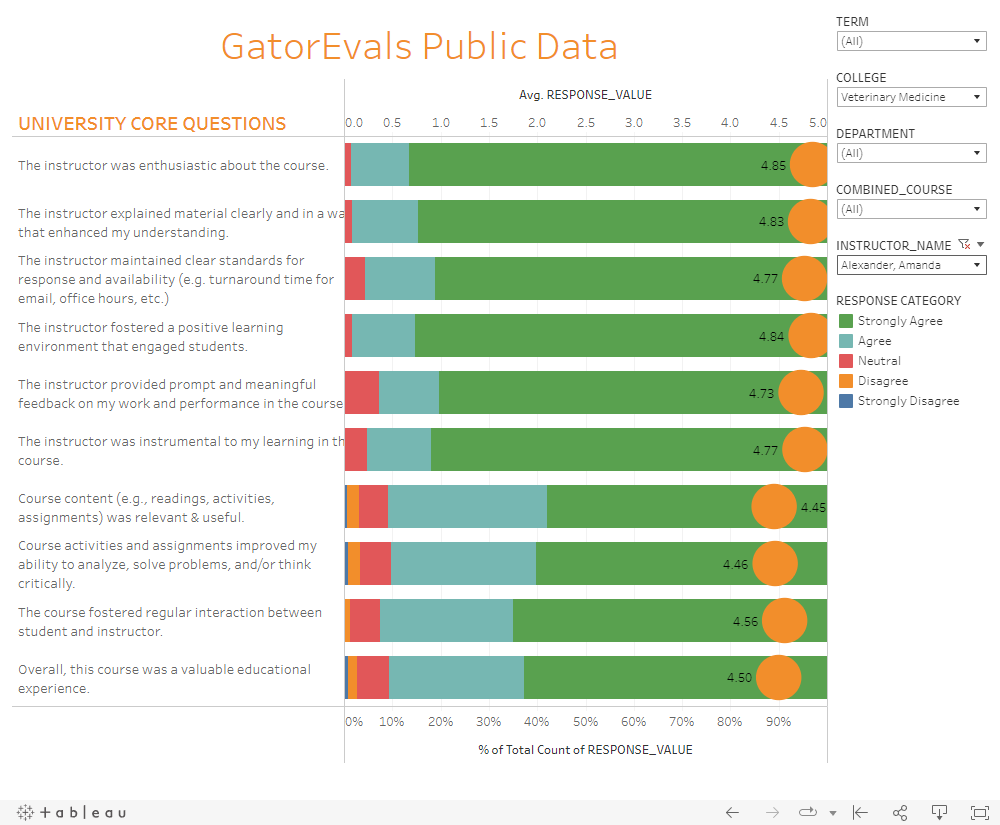 GatorEvals Public Data
TERM
(All)
COLLEGE
Veterinary Medicine
DEPARTMENT
(All)
COMBINED_COURSE
(All)
INSTRUCTOR_NAME
Alexander, Amanda
RESPONSE CATEGORY
Strongly Agree
Agree
Neutral
Disagree
Strongly Disagree
Avg. RESPONSE_VALUE
UNIVERSITY CORE QUESTIONS
0.0 0.5 1.0 1.5 2.0 2.5 3.0 3.5 4.0 4.5 5.0
The instructor was enthusiastic about the course.
4.85
The instructor explained material clearly and in a wa
that enhanced my understanding.
4.83
The instructor maintained clear standards for
response and availability (e.g. turnaround time for
email, office hours, etc.)
4.77
The instructor fostered a positive learning
environment that engaged students.
4.84
The instructor provided prompt and meaningful
feedback on my work and performance in the course
4.73
The instructor was instrumental to my learning in th
course.
4.77
Course content (e.g., readings, activities,
assignments) was relevant & useful.
4.45
Course activities and assignments improved my
ability to analyze, solve problems, and/or think
critically.
4.46
The course fostered regular interaction between
student and instructor.
4.56
Overall, this course was a valuable educational
experience.
4.50
0% 10% 20% 30% 40% 50% 60% 70% 80% 90%
% of Total Count of RESPONSE_VALUE
tableau